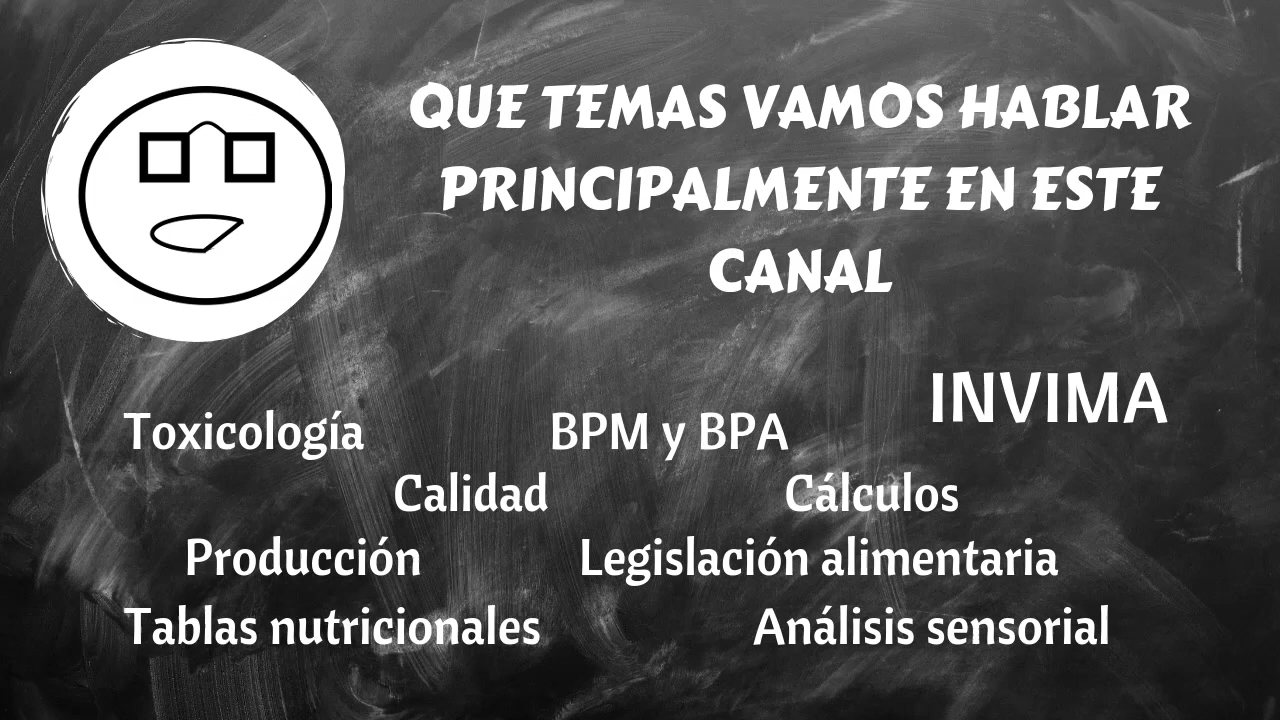 QUE TEMAS VAMOS HABLAR
PRINCIPALMENTE EN ESTE
CANAL
INVIMA
Toxicología
BPM y BPA
Calidad
Cálculos
Producción
Legislación alimentaria
Tablas nutricionales
Análisis sensorial